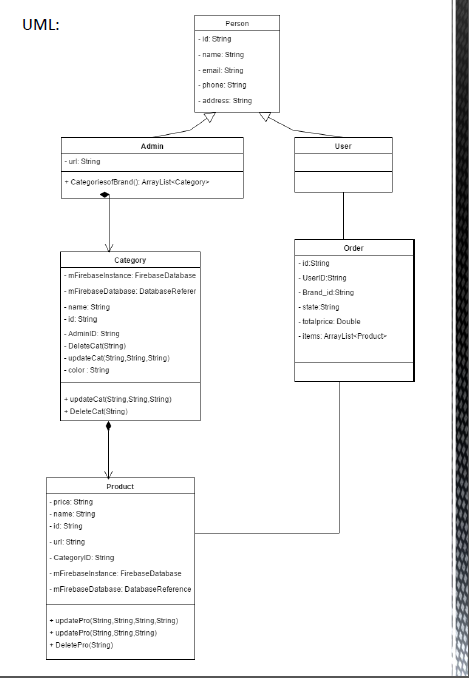 UML:
Person
- id: String
- name: String
- email: String
- phone: String
- address: String
Admin
- url: String
+ CategoriesofBrand(): ArrayList<Category>
User
Category
- mFirebaseInstance: FirebaseDatabase
- mFirebaseDatabase: DatabaseReferer
- name: String
- id: String
- AdminID: String
- DeleteCat(String)
- updateCat(String,String,String)
- color : String
+ updateCat(String,String,String)
+ DeleteCat(String)
Order
- id:String
- UserID:String
- Brand_id:String
- state:String
- totalprice: Double
- items: ArrayList<Product>
Product
- price: String
- name: String
- id: String
- url: String
- CategoryID: String
- mFirebaseInstance: FirebaseDatabase
- mFirebaseDatabase: DatabaseReference
+ updatePro(String,String,String,String)
+ updatePro(String,String,String)
+ DeletePro(String)